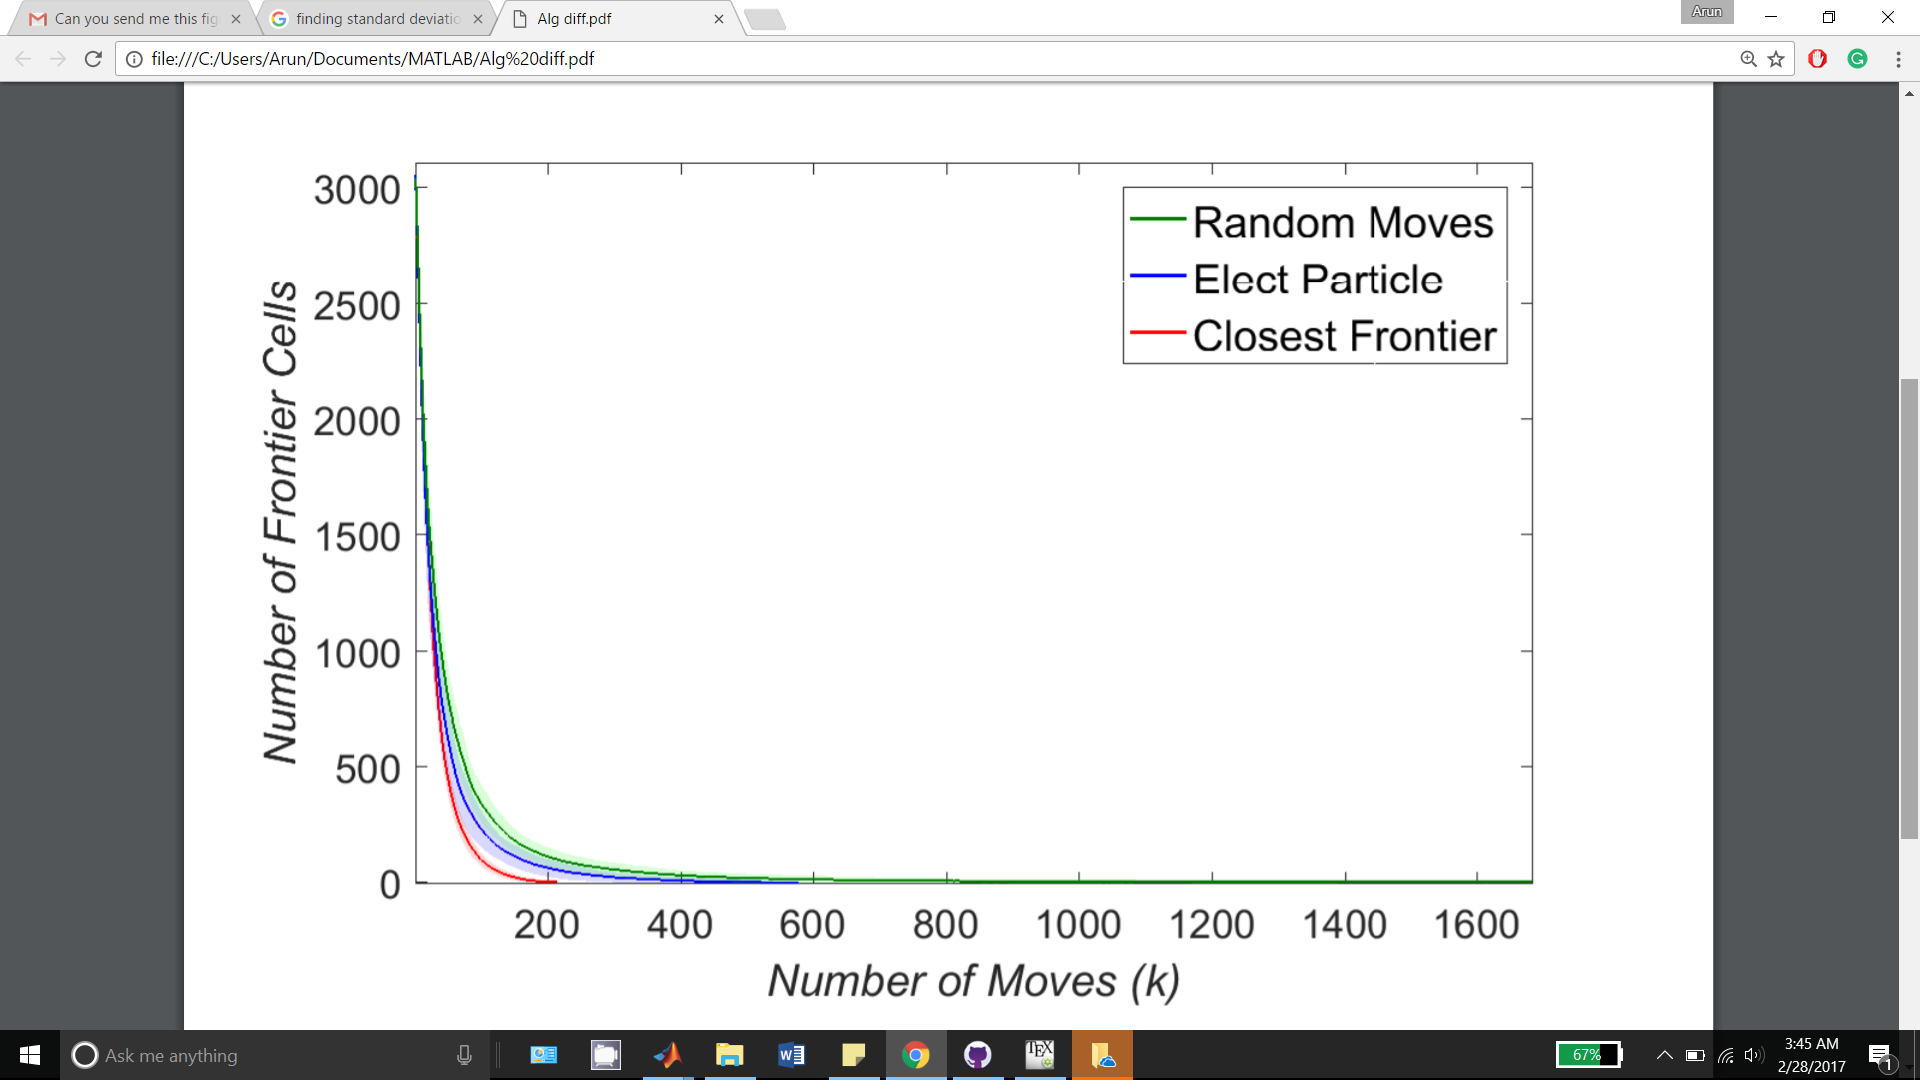 Can you send me this fig
finding standard deviatio
Alg diff.pdf
Arun
file:///C:/Users/Arun/Documents/MATLAB/Alg%20diff.pdf
3000
2500
2000
1500
1000
500
0
Number of Frontier Cells
Random Moves
Elect Particle
Closest Frontier
200 400 600 800 1000 1200 1400 1600
Number of Moves (k)
Ask me anything
67%
3:45 AM
2/28/2017
1